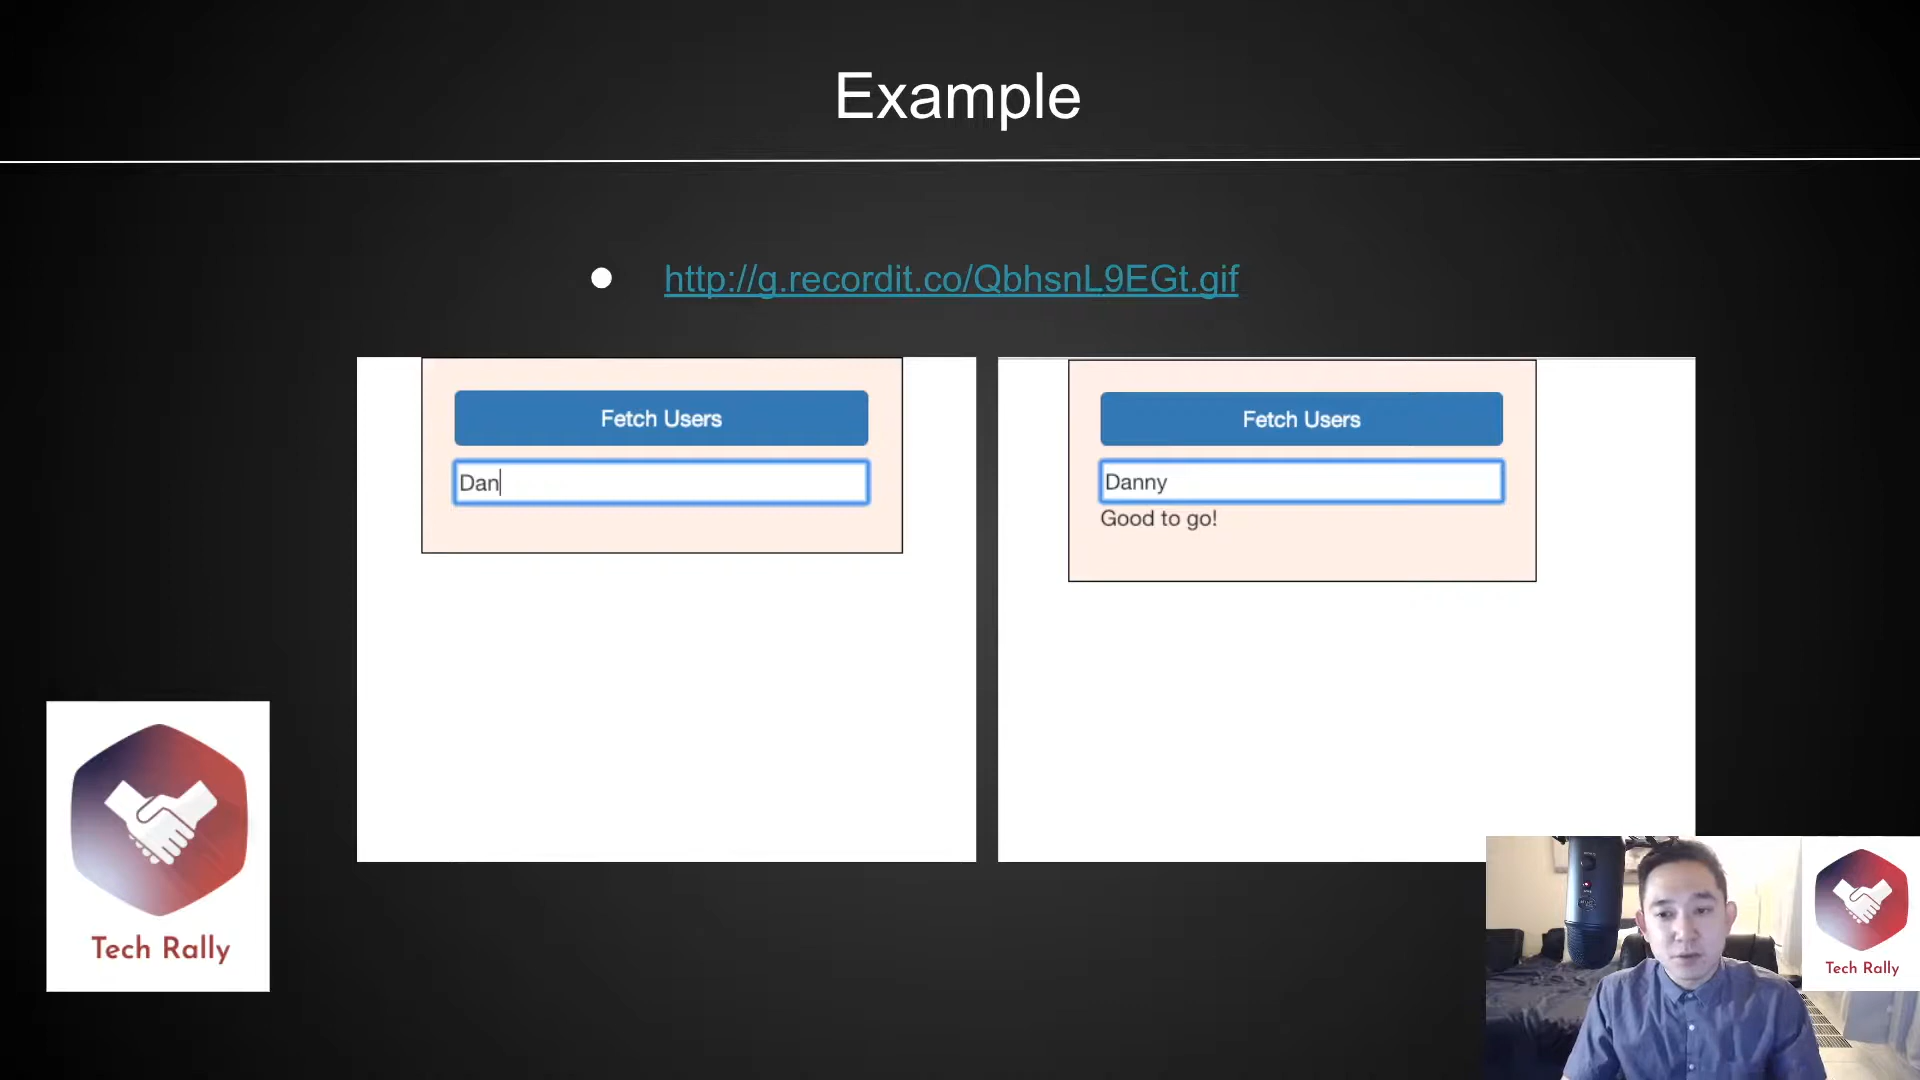 Example
http://g.recordit.co/QbhsnL9EGt.gif
Fetch Users
Dan
Fetch Users
Danny
Good to go!
Tech Rally
Tech Rally